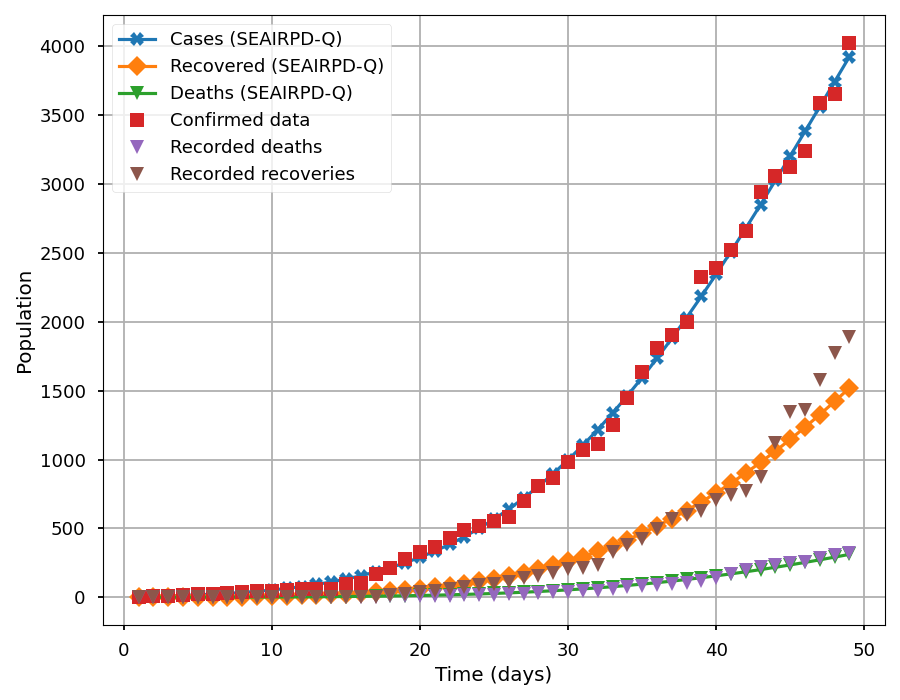 Cases (SEAIRPD-Q)
Recovered (SEAIRPD-Q)
Deaths (SEAIRPD-Q)
Confirmed data
Recorded deaths
Recorded recoveries
4000
3500
3000
2500
2000
1500
1000
500
0
Population
0 10 20 30 40 50
Time (days)